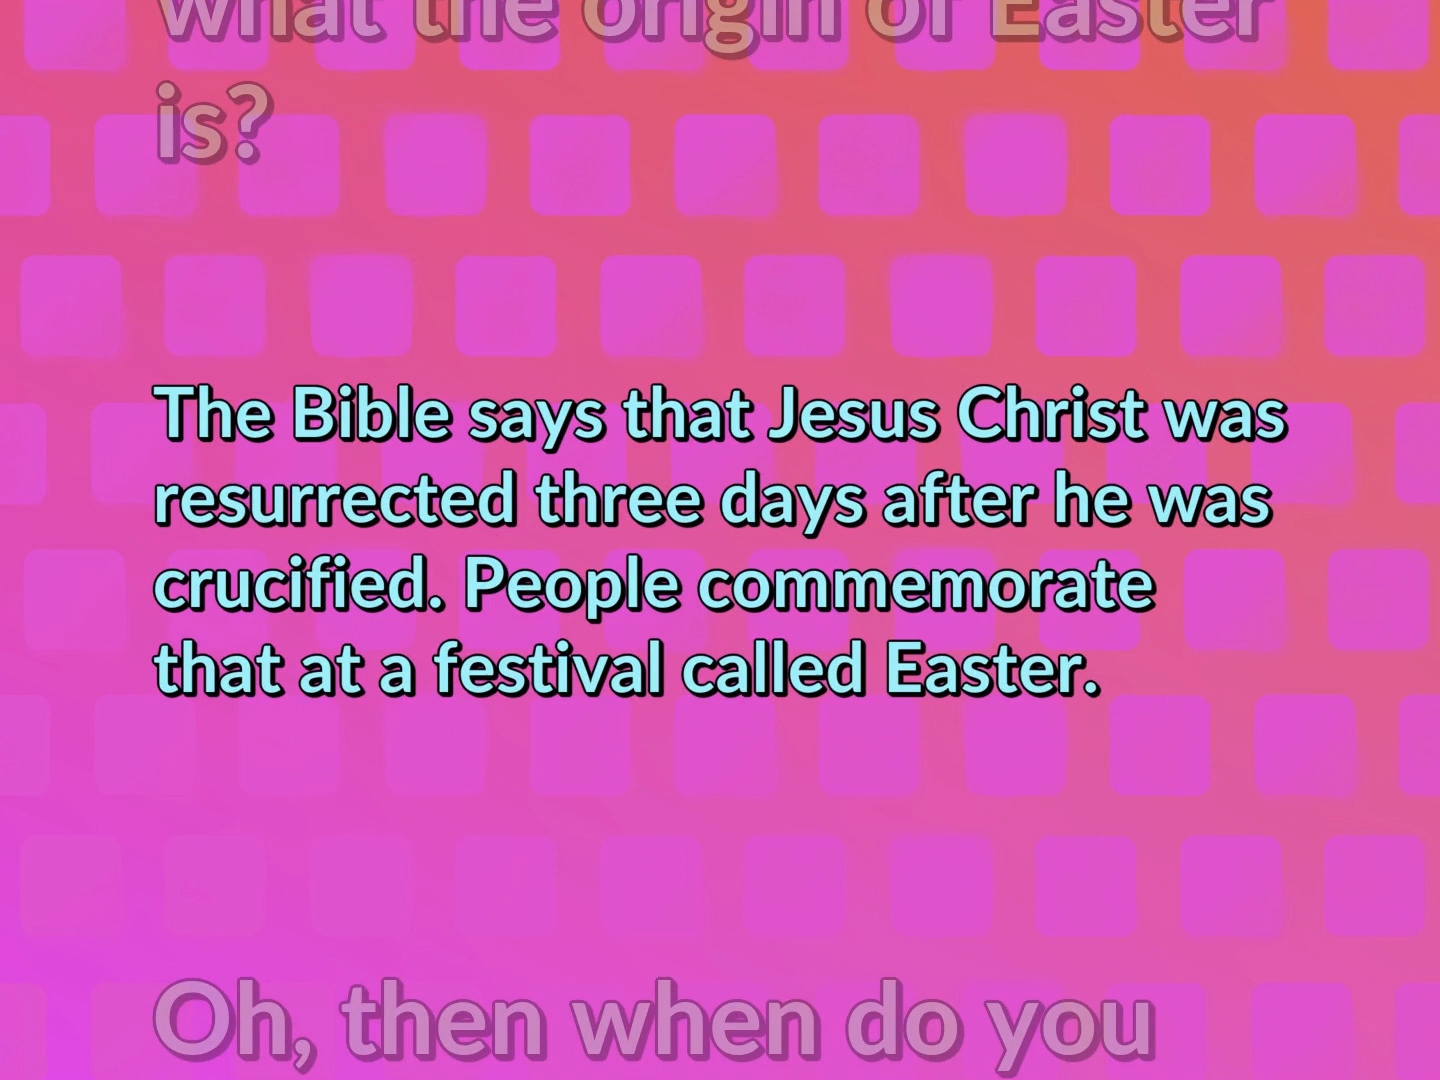 what the origin of Easter
is?
The Bible says that Jesus Christ was
resurrected three days after he was
crucified. People commemorate
that at a festival called Easter.
Oh, then when do you